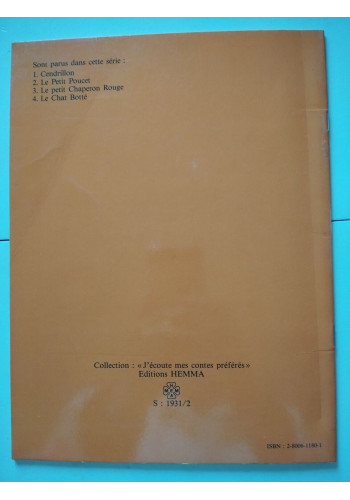 Sont parus dans cette série :
1. Cendrillon
2. Le Petit Poucet
3. Le petit Chaperon Rouge
4. Le Chat Botté
Collection : « J'écoute mes contes préférés »
Editions HEMMA
S : 1931/2